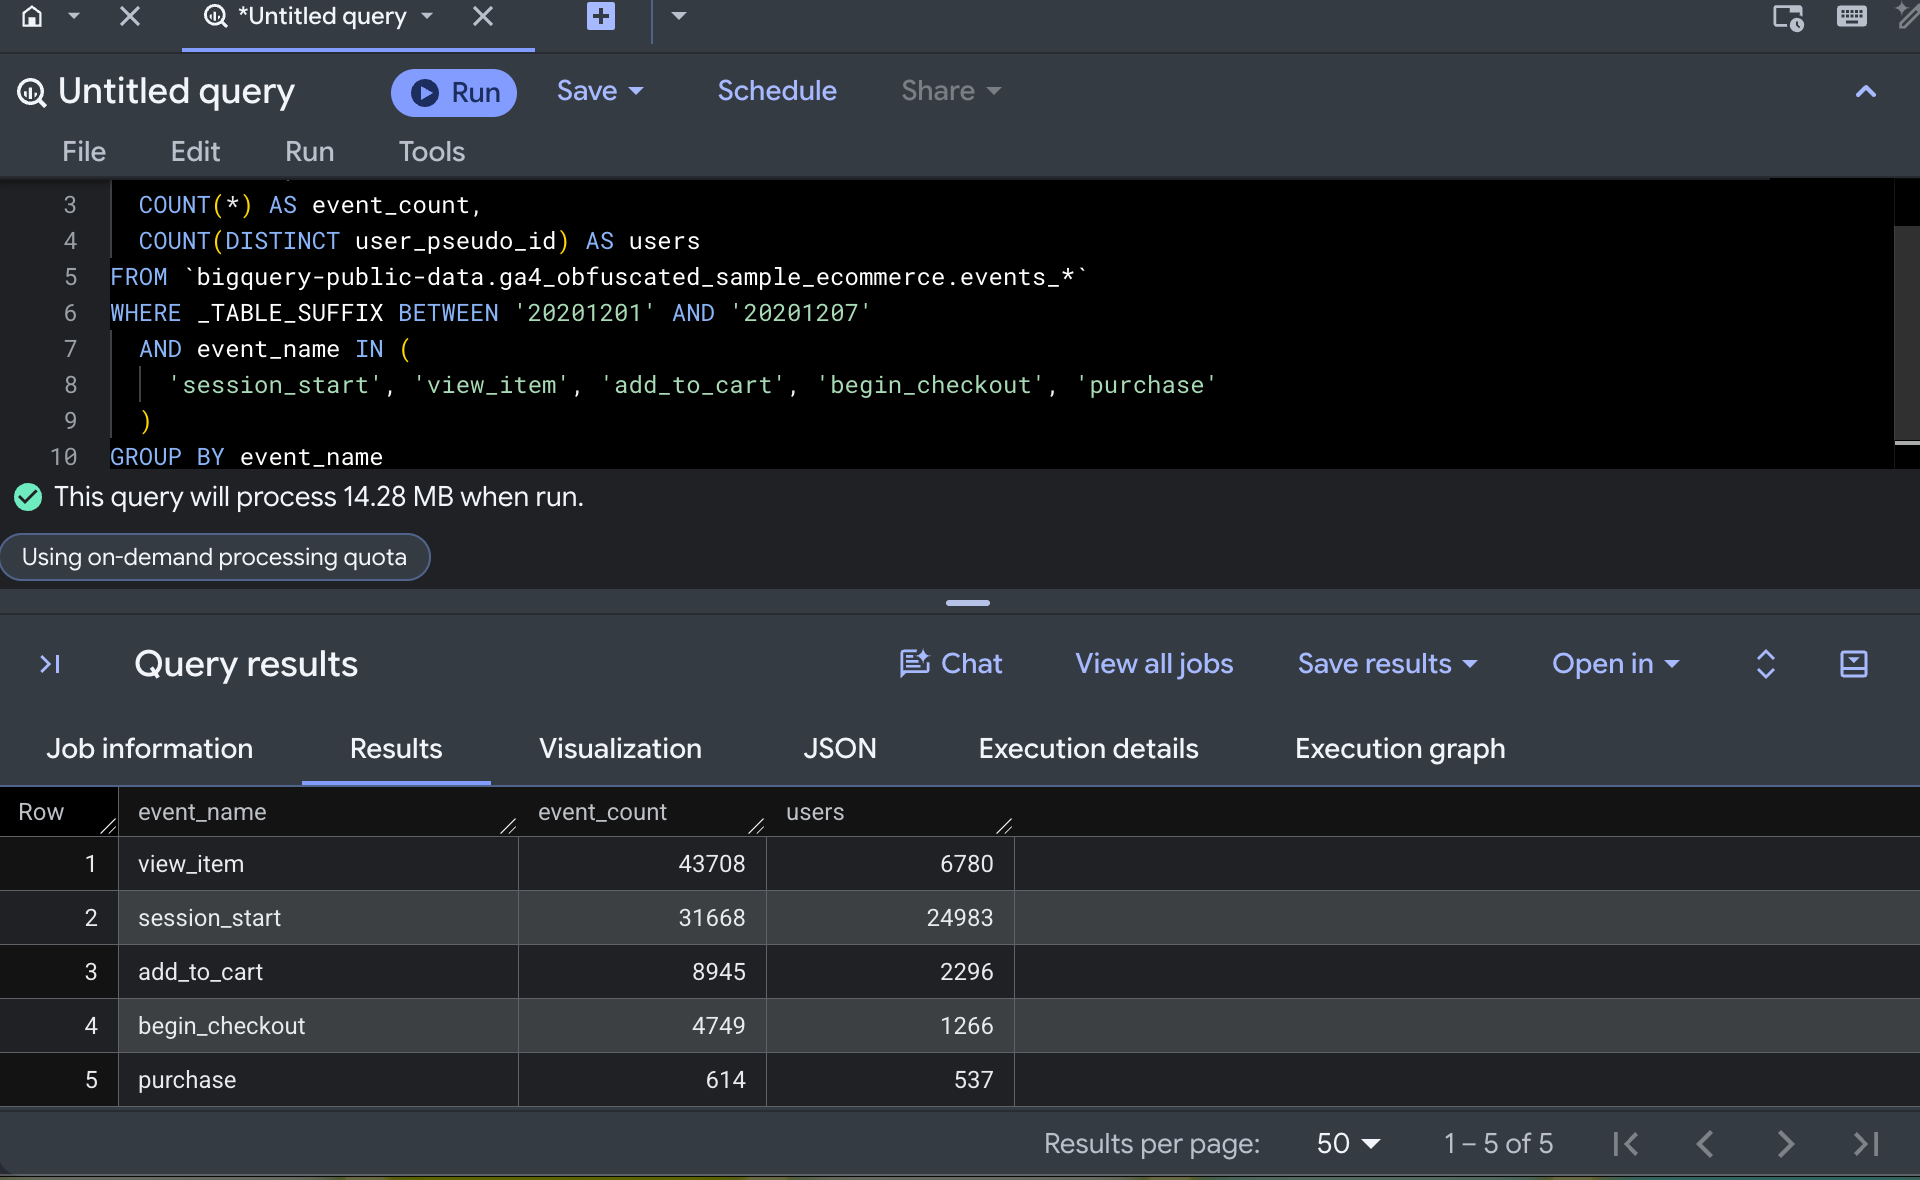 *Untitled query
Untitled query
Run
Save
Schedule
Share
File
Edit
Run
Tools
3 COUNT(*) AS event_count,
4 COUNT(DISTINCT user_pseudo_id) AS users
5 FROM `bigquery-public-data.ga4_obfuscated_sample_ecommerce.events_*`
6 WHERE _TABLE_SUFFIX BETWEEN '20201201' AND '20201207'
7 AND event_name IN (
8 'session_start', 'view_item', 'add_to_cart', 'begin_checkout', 'purchase'
9 )
10 GROUP BY event_name
This query will process 14.28 MB when run.
Using on-demand processing quota
Query results
Chat
View all jobs
Save results
Open in
Job information
Results
Visualization
JSON
Execution details
Execution graph
Row event_name event_count users
1 view_item 43708 6780
2 session_start 31668 24983
3 add_to_cart 8945 2296
4 begin_checkout 4749 1266
5 purchase 614 537
Results per page: 50 1 – 5 of 5